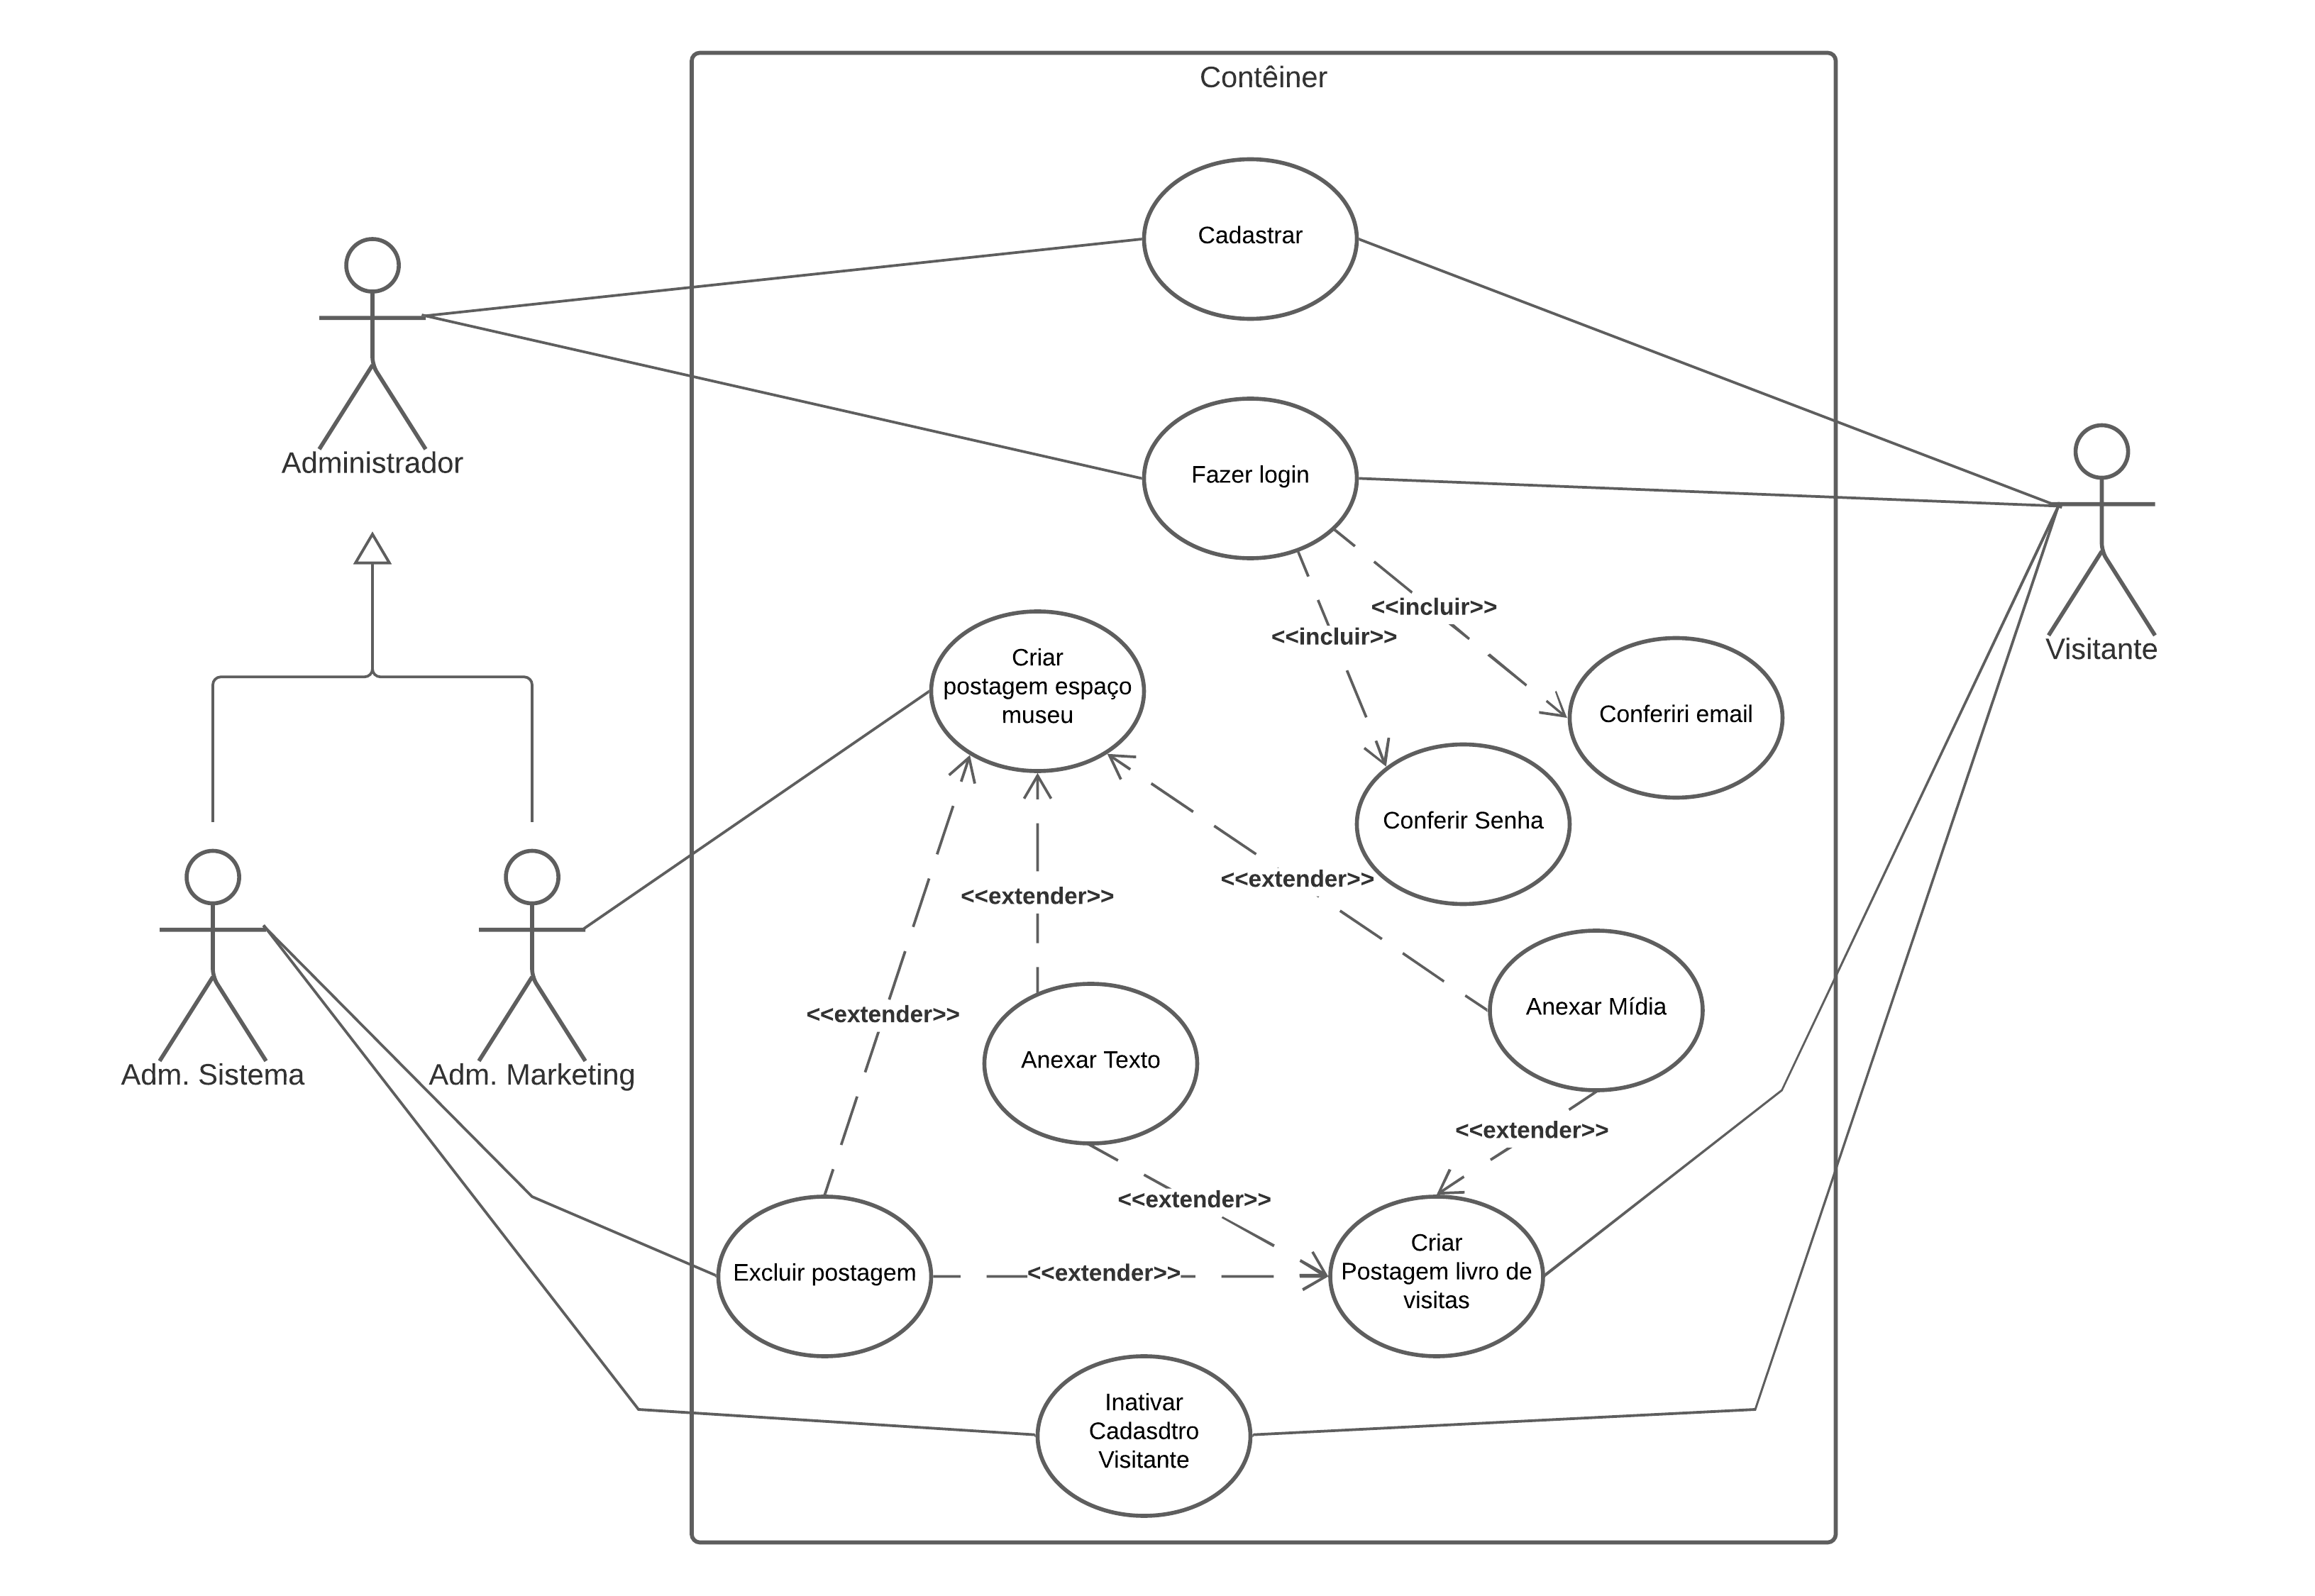 Contêiner
Cadastrar
Administrador
Fazer login
Visitante
<<incluir>>
<<incluir>>
Criar
postagem espaço
museu
Conferiri email
Conferir Senha
<<extender>>
<<extender>>
<<extender>>
Anexar Mídia
Anexar Texto
Adm. Sistema
Adm. Marketing
<<extender>>
<<extender>>
Excluir postagem
<<extender>>
Criar
Postagem livro de
visitas
Inativar
Cadasdtro
Visitante